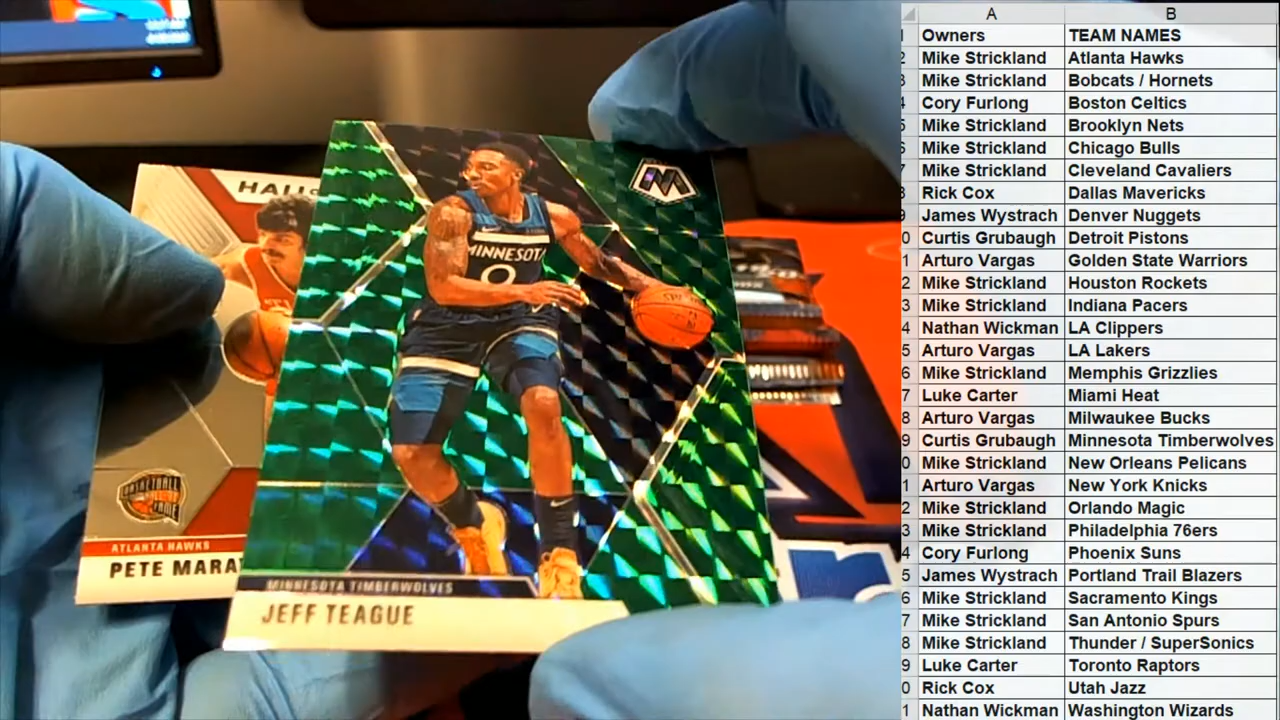 HALL
ATLANTA HAWKS
PETE MARA
BASKETBALL
FAME
M
MINNESOTA
0
MINNESOTA TIMBERWOLVES
JEFF TEAGUE
A B
Owners TEAM NAMES
Mike Strickland Atlanta Hawks
Mike Strickland Bobcats / Hornets
Cory Furlong Boston Celtics
Mike Strickland Brooklyn Nets
Mike Strickland Chicago Bulls
Mike Strickland Cleveland Cavaliers
Rick Cox Dallas Mavericks
James Wystrach Denver Nuggets
Curtis Grubaugh Detroit Pistons
Arturo Vargas Golden State Warriors
Mike Strickland Houston Rockets
Mike Strickland Indiana Pacers
Nathan Wickman LA Clippers
Arturo Vargas LA Lakers
Mike Strickland Memphis Grizzlies
Luke Carter Miami Heat
Arturo Vargas Milwaukee Bucks
Curtis Grubaugh Minnesota Timberwolves
Mike Strickland New Orleans Pelicans
Arturo Vargas New York Knicks
Mike Strickland Orlando Magic
Mike Strickland Philadelphia 76ers
Cory Furlong Phoenix Suns
James Wystrach Portland Trail Blazers
Mike Strickland Sacramento Kings
Mike Strickland San Antonio Spurs
Mike Strickland Thunder / SuperSonics
Luke Carter Toronto Raptors
Rick Cox Utah Jazz
Nathan Wickman Washington Wizards